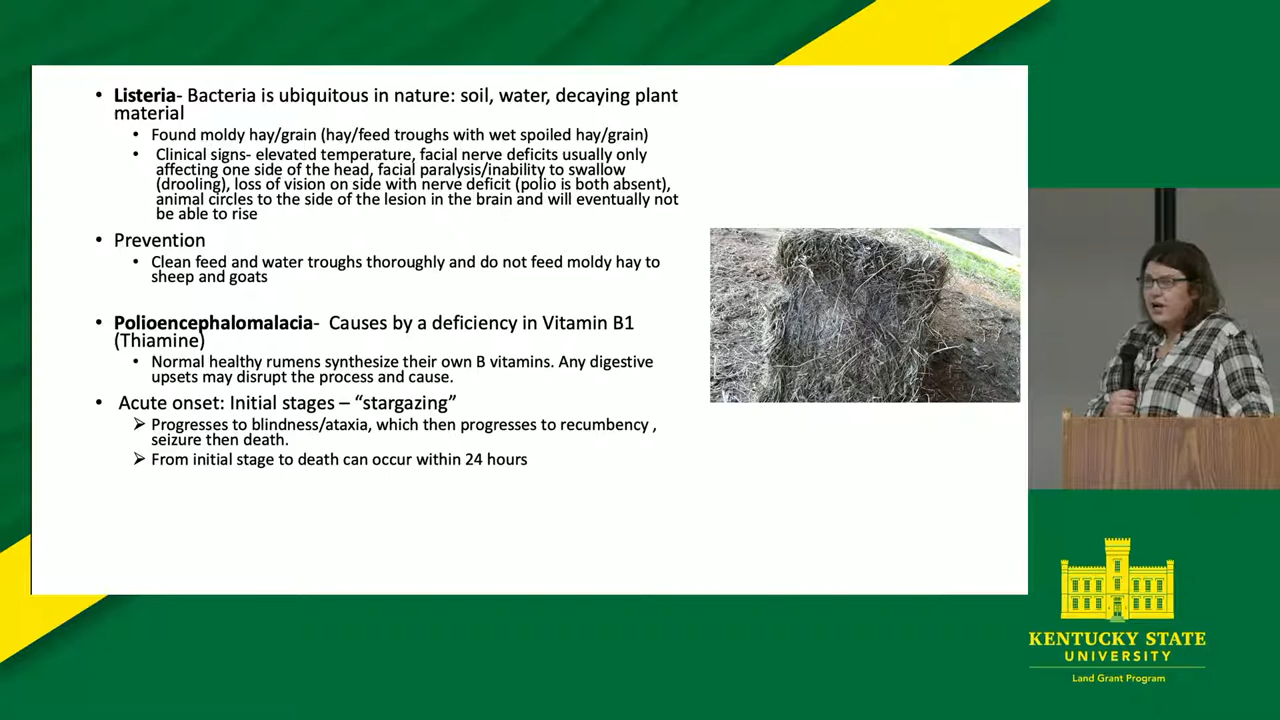 • Listeria- Bacteria is ubiquitous in nature: soil, water, decaying plant
material
• Found moldy hay/grain (hay/feed troughs with wet spoiled hay/grain)
• Clinical signs- elevated temperature, facial nerve deficits usually only
affecting one side of the head, facial paralysis/inability to swallow
(drooling), loss of vision on side with nerve deficit (polio is both absent),
animal circles to the side of the lesion in the brain and will eventually not
be able to rise
• Prevention
• Clean feed and water troughs thoroughly and do not feed moldy hay to
sheep and goats
• Polioencephalomalacia- Causes by a deficiency in Vitamin B1
(Thiamine)
• Normal healthy rumens synthesize their own B vitamins. Any digestive
upsets may disrupt the process and cause.
• Acute onset: Initial stages – “stargazing”
➢ Progresses to blindness/ataxia, which then progresses to recumbency ,
seizure then death.
➢ From initial stage to death can occur within 24 hours
KENTUCKY STATE
UNIVERSITY
Land Grant Program